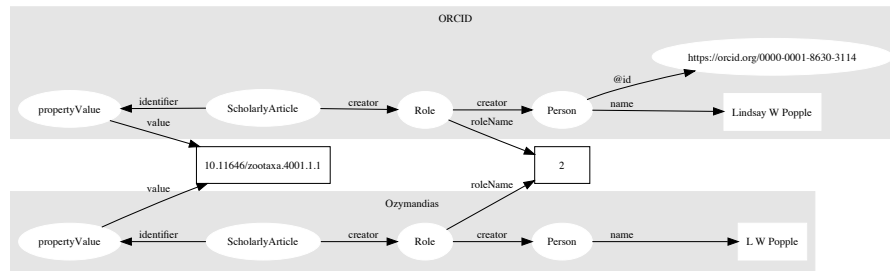 ORCID
https://orcid.org/0000-0001-8630-3114
@id
propertyValue identifier ScholarlyArticle creator Role creator Person name Lindsay W Popple
value roleName
10.11646/zootaxa.4001.1.1 2
value roleName
Ozymandias
propertyValue identifier ScholarlyArticle creator Role creator Person name L W Popple